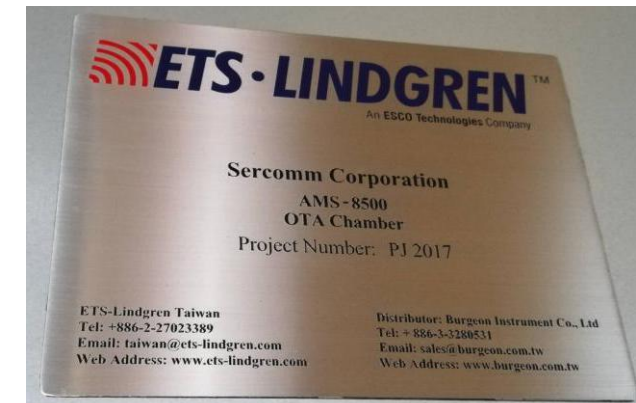 ETS·LINDGREN™
An ESCO Technologies Company
Sercomm Corporation
AMS-8500
OTA Chamber
Project Number: PJ 2017
ETS-Lindgren Taiwan
Tel: +886-2-27023389
Email: taiwan@ets-lindgren.com
Web Address: www.ets-lindgren.com
Distributor: Burgeon Instrument Co., Ltd
Tel: + 886-3-3280531
Email: sales@burgeon.com.tw
Web Address: www.burgeon.com.tw